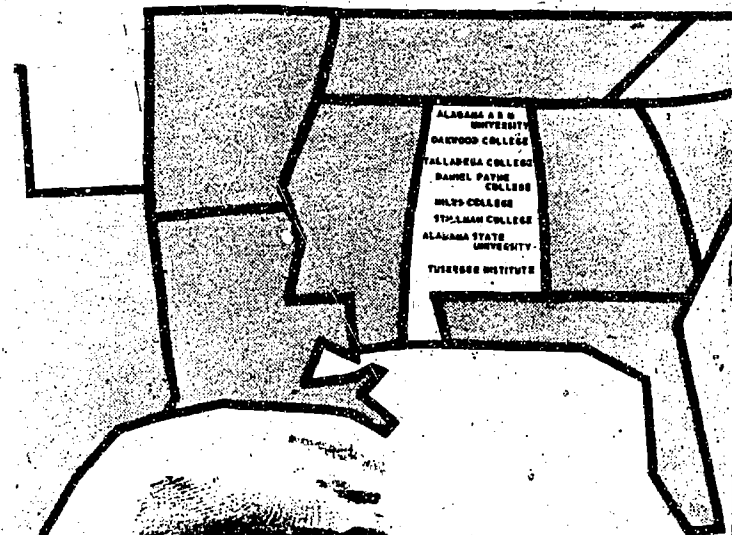 ALABAMA A & M
UNIVERSITY
OAKWOOD COLLEGE
TALLADEGA COLLEGE
DANIEL PAYNE
COLLEGE
MILES COLLEGE
STILLMAN COLLEGE
ALABAMA STATE
UNIVERSITY
TUSKEGEE INSTITUTE